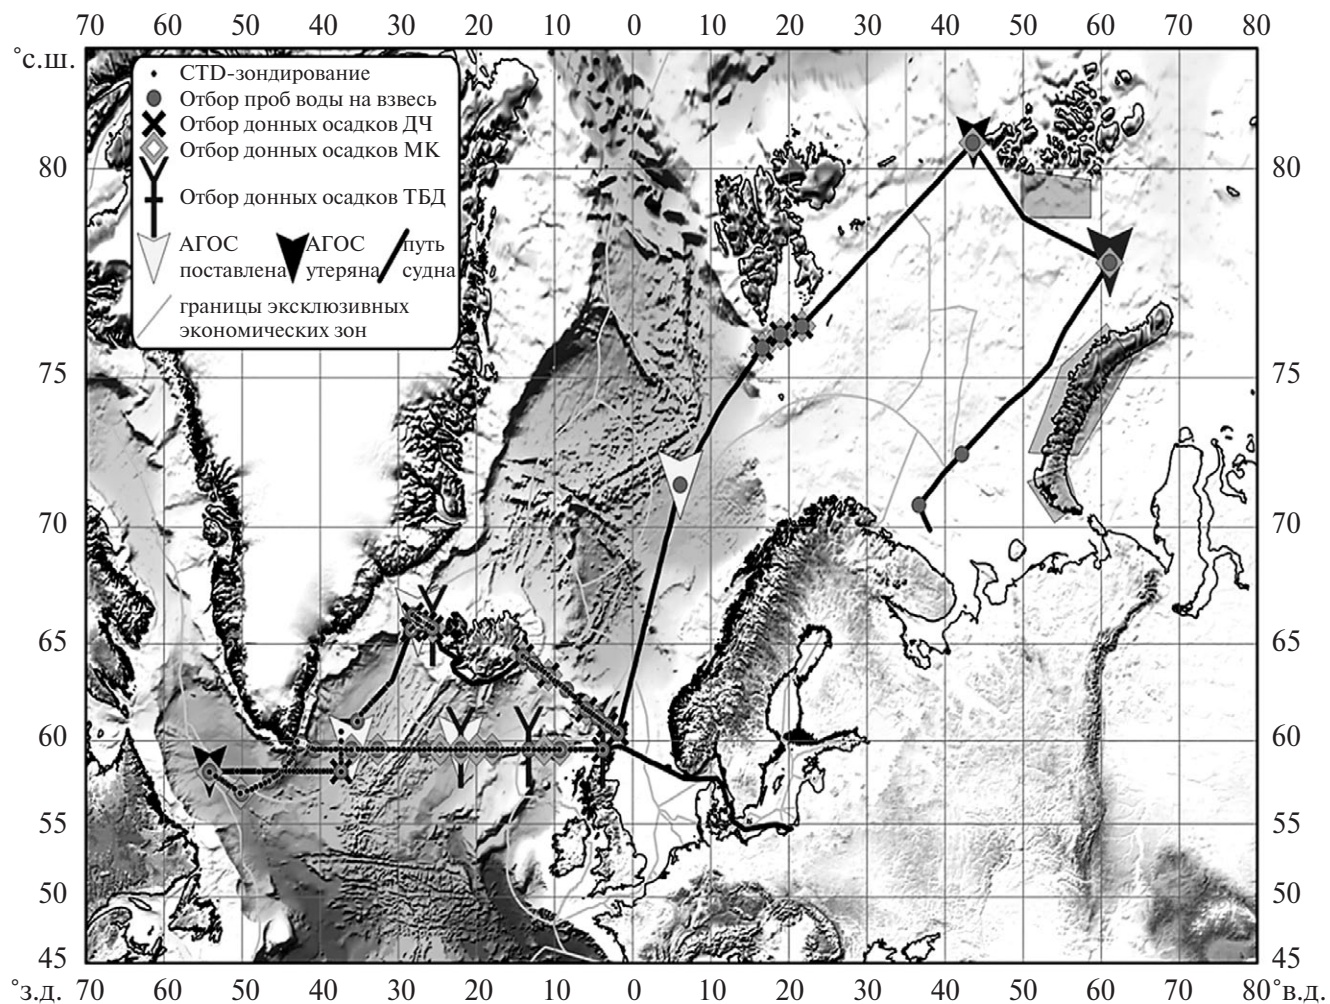 70 60 50 40 30 20 10 0 10 20 30 40 50 60 70 80
°с.ш.
CTD-зондирование
Отбор проб воды на взвесь
Отбор донных осадков ДЧ
Отбор донных осадков МК
Отбор донных осадков ТБД
АГОС поставлена
АГОС утеряна
путь судна
границы эксклюзивных
экономических зон
80 80
75 75
70 70
65 65
60 60
55 55
50 50
45 45
°з.д. 70 60 50 40 30 20 10 0 10 20 30 40 50 60 70 80 °в.д.